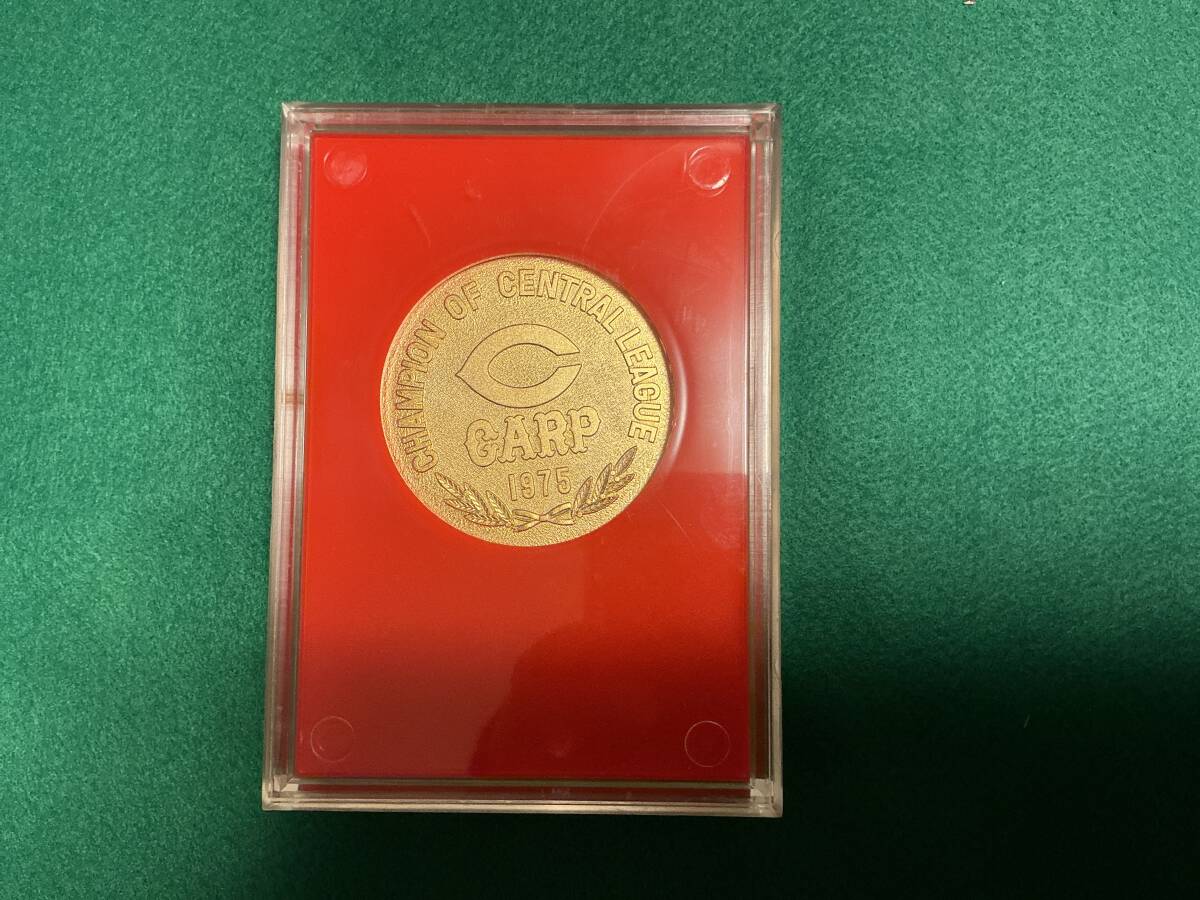 CHAMPION OF CENTRAL LEAGUE
C
CARP
1975